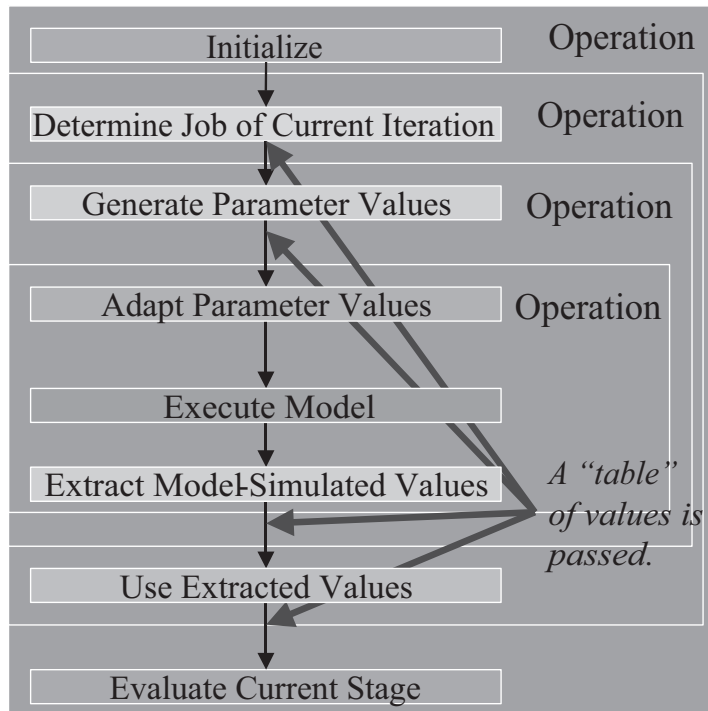 Initialize
Operation
Determine Job of Current Iteration
Operation
Generate Parameter Values
Operation
Adapt Parameter Values
Operation
Execute Model
Extract Model-Simulated Values
A “table”
of values is
passed.
Use Extracted Values
Evaluate Current Stage